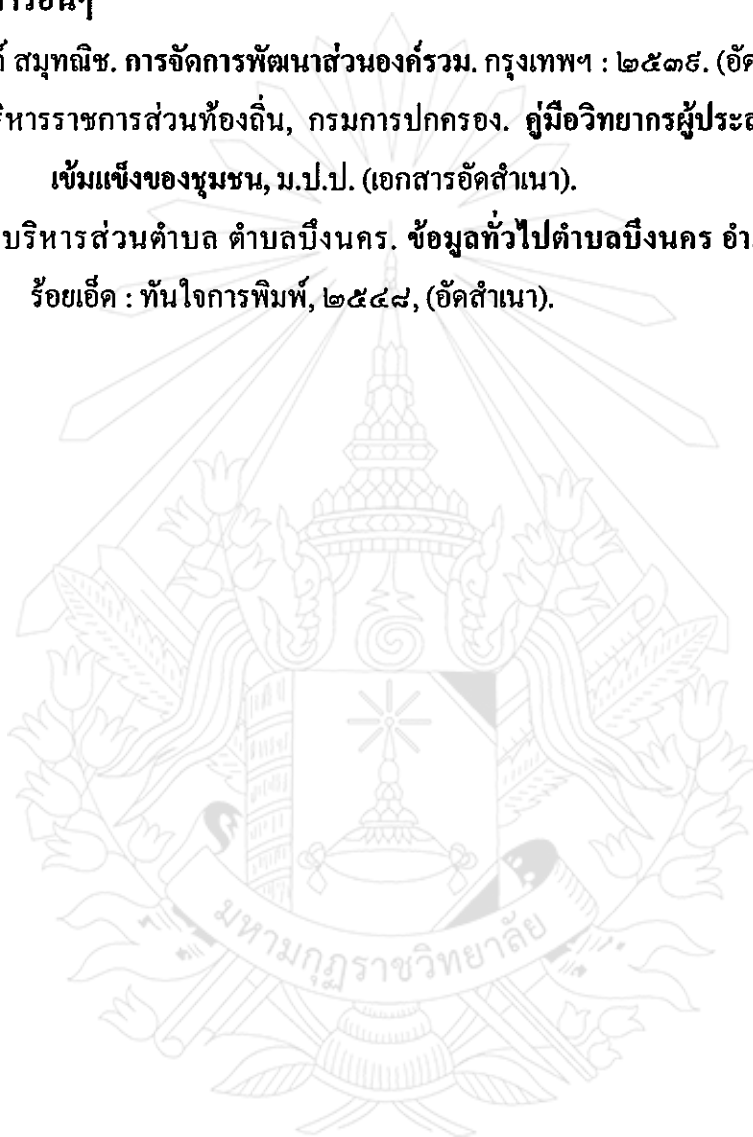 ารอื่นๆ
ก์ สมุทณิช. การจัดการพัฒนาส่วนองค์รวม. กรุงเทพฯ : ๒๕๓๙. (อัด
ริหารราชการส่วนท้องถิ่น, กรมการปกครอง. คู่มือวิทยากรผู้ประส
เข้มแข็งของชุมชน, ม.ป.ป. (เอกสารอัดสำเนา).
บริหารส่วนตำบล ตำบลบึงนคร. ข้อมูลทั่วไปตำบลบึงนคร อำ
ร้อยเอ็ด : ทันใจการพิมพ์, ๒๕๔๘, (อัดสำเนา).
มหามกุฏราชวิทยาลัย